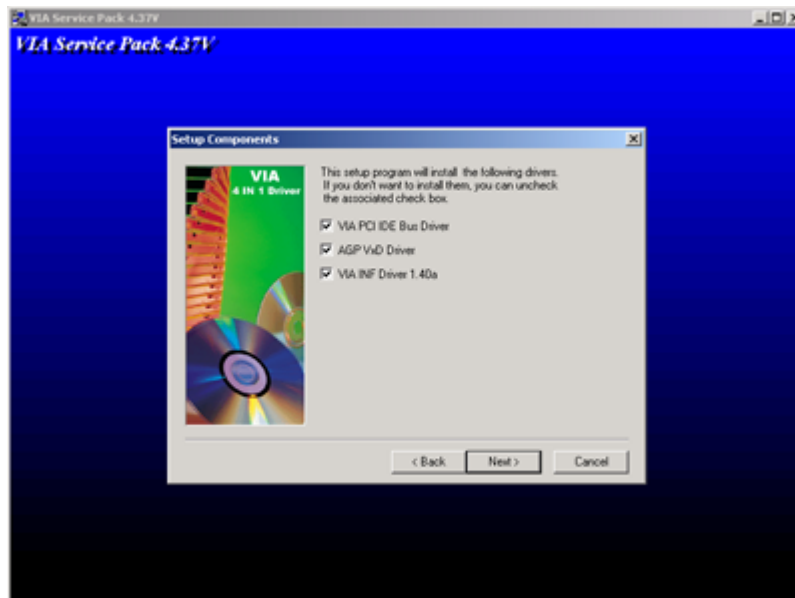 VIA Service Pack 4.37V
VIA Service Pack 4.37V
Setup Components
VIA
4 IN 1 Driver
This setup program will install the following drivers.
If you don't want to install them, you can uncheck
the associated check box.
VIA PCI IDE Bus Driver
AGP VxD Driver
VIA INF Driver 1.40a
< Back
Next >
Cancel